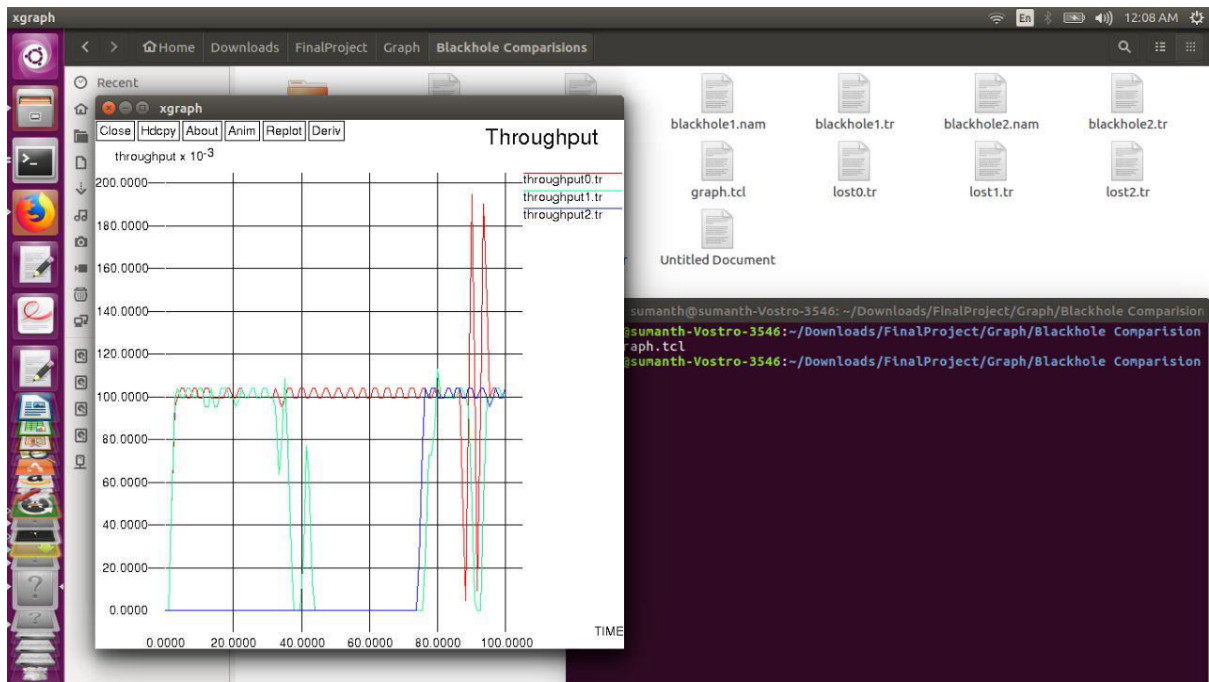 xgraph
En
12:08 AM
Home Downloads FinalProject Graph Blackhole Comparisions
Recent
xgraph
Close Hdcpy About Anim Replot Deriv
Throughput
throughput x 10-3
throughput0.tr
throughput1.tr
throughput2.tr
200.0000
180.0000
160.0000
140.0000
120.0000
100.0000
80.0000
60.0000
40.0000
20.0000
0.0000
0.0000 20.0000 40.0000 60.0000 80.0000 100.0000
TIME
blackhole1.nam blackhole1.tr blackhole2.nam blackhole2.tr
graph.tcl lost0.tr lost1.tr lost2.tr
Untitled Document
sumanth@sumanth-Vostro-3546: ~/Downloads/FinalProject/Graph/Blackhole Comparision
@sumanth-Vostro-3546:~/Downloads/FinalProject/Graph/Blackhole Comparision
raph.tcl
@sumanth-Vostro-3546:~/Downloads/FinalProject/Graph/Blackhole Comparision